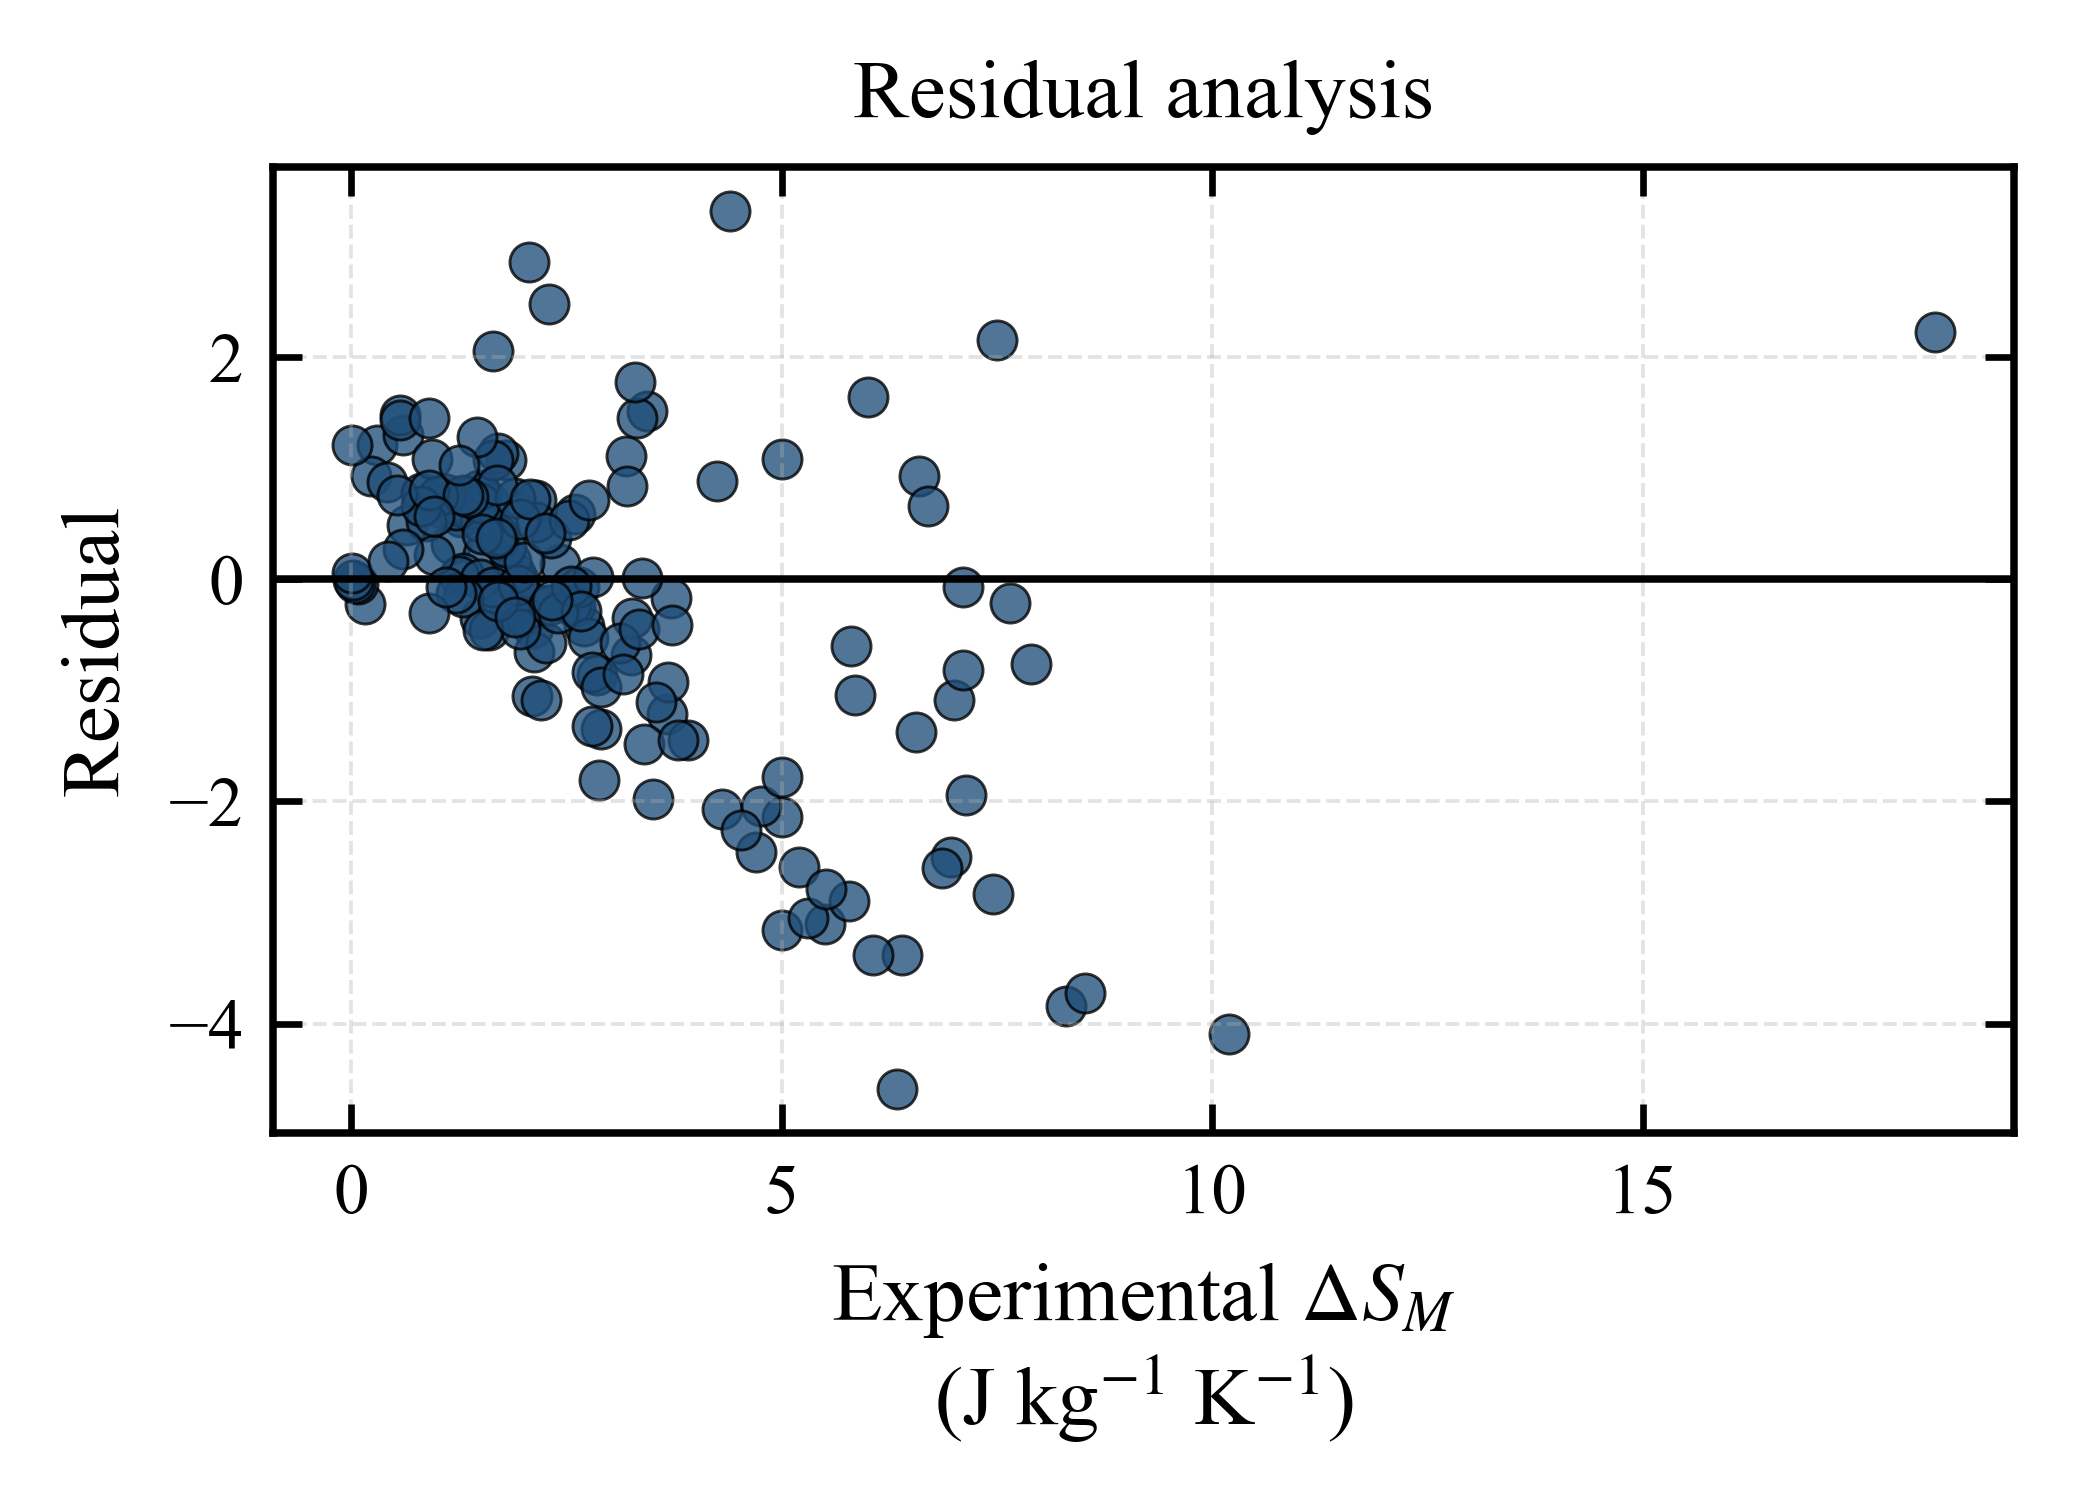 Residual analysis
Residual
2
0
−2
−4
0 5 10 15
Experimental ΔS_M
(J kg⁻¹ K⁻¹)